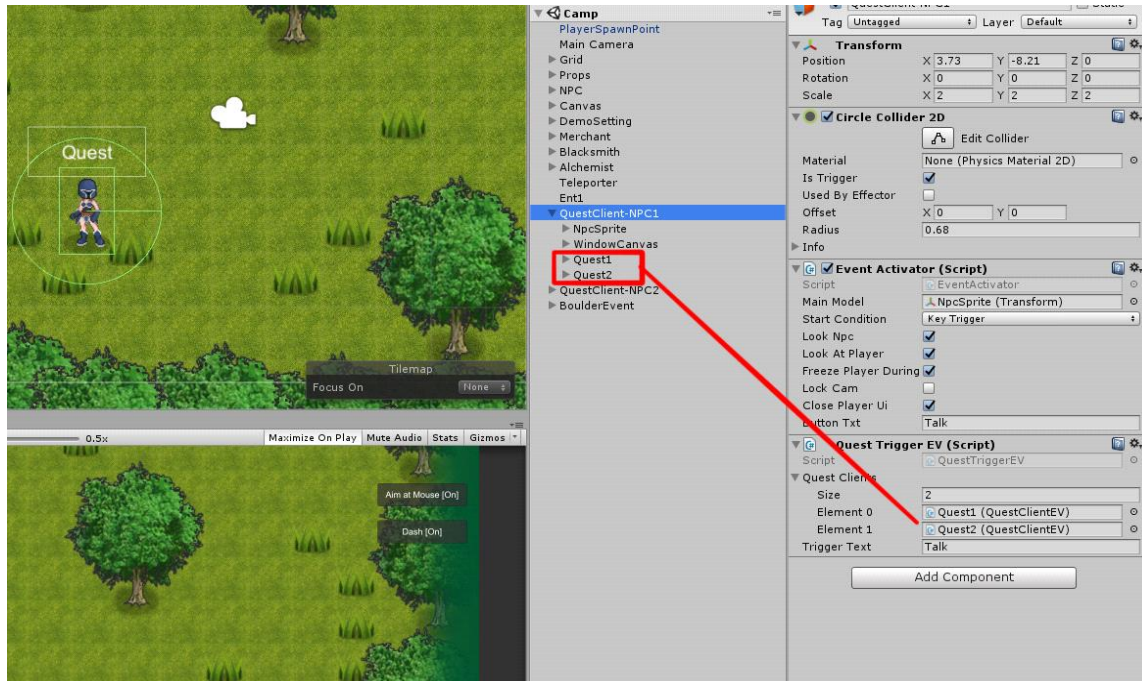 Quest
Tilemap
Focus On
None
0.5x
Maximize On Play
Mute Audio
Stats
Gizmos
Aim at Mouse [On]
Dash [On]
Camp
PlayerSpawnPoint
Main Camera
Grid
Props
NPC
Canvas
DemoSetting
Merchant
Blacksmith
Alchemist
Teleporter
Ent1
QuestClient-NPC1
NpcSprite
WindowCanvas
Quest1
Quest2
QuestClient-NPC2
BoulderEvent
Tag Untagged Layer Default
Transform
Position X 3.73 Y -8.21 Z 0
Rotation X 0 Y 0 Z 0
Scale X 2 Y 2 Z 2
Circle Collider 2D
Edit Collider
Material None (Physics Material 2D)
Is Trigger
Used By Effector
Offset X 0 Y 0
Radius 0.68
Info
Event Activator (Script)
Script EventActivator
Main Model NpcSprite (Transform)
Start Condition Key Trigger
Look Npc
Look At Player
Freeze Player During
Lock Cam
Close Player Ui
Button Txt Talk
Quest Trigger EV (Script)
Script QuestTriggerEV
Quest Clients
Size 2
Element 0 Quest1 (QuestClientEV)
Element 1 Quest2 (QuestClientEV)
Trigger Text Talk
Add Component